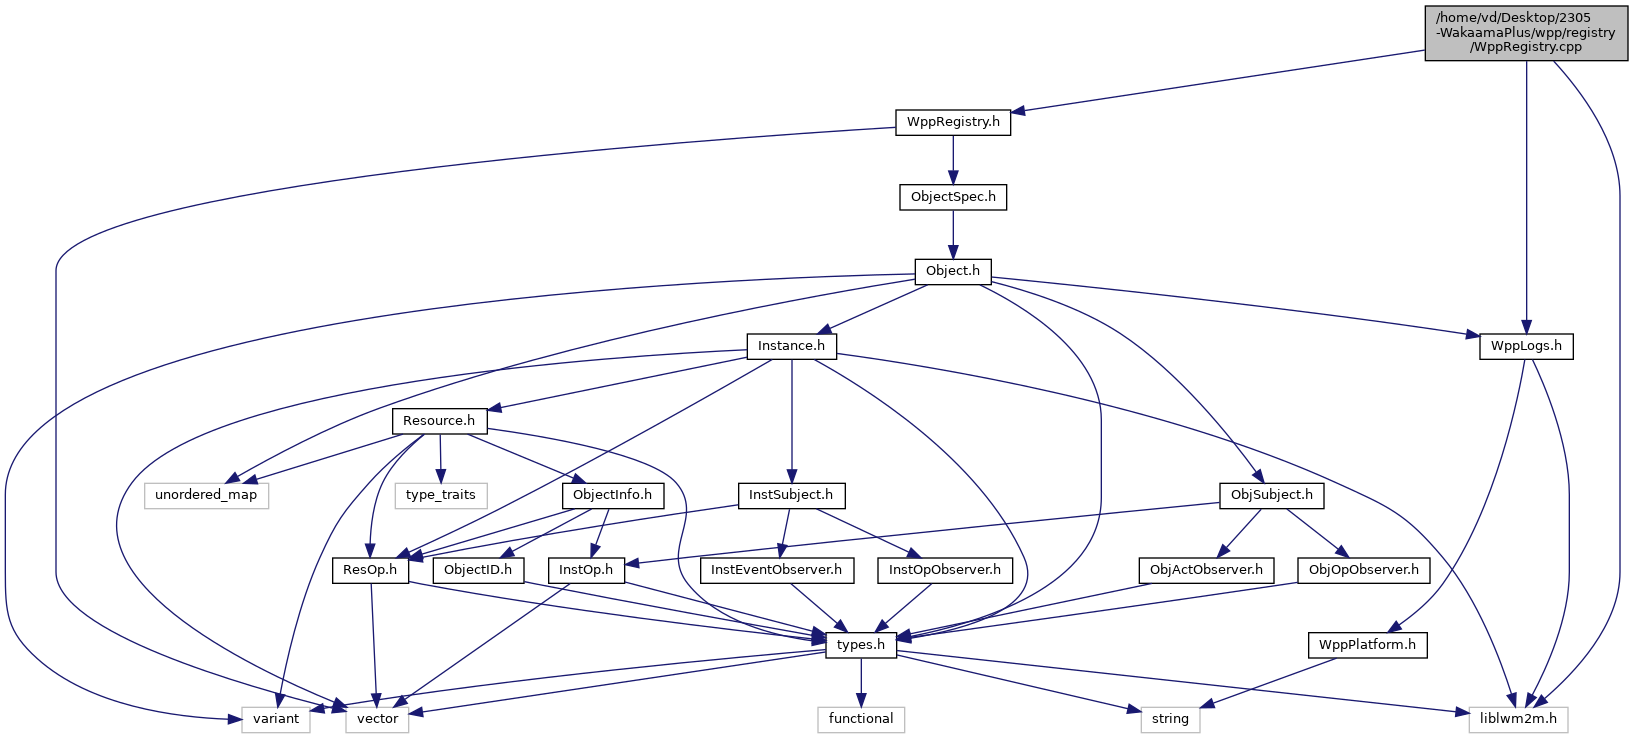 /home/vd/Desktop/2305
-WakaamaPlus/wpp/registry
/WppRegistry.cpp
WppRegistry.h
ObjectSpec.h
Object.h
Instance.h
WppLogs.h
Resource.h
unordered_map
type_traits
ObjectInfo.h
InstSubject.h
ObjSubject.h
ResOp.h
ObjectID.h
InstOp.h
InstEventObserver.h
InstOpObserver.h
ObjActObserver.h
ObjOpObserver.h
types.h
WppPlatform.h
variant
vector
functional
string
liblwm2m.h